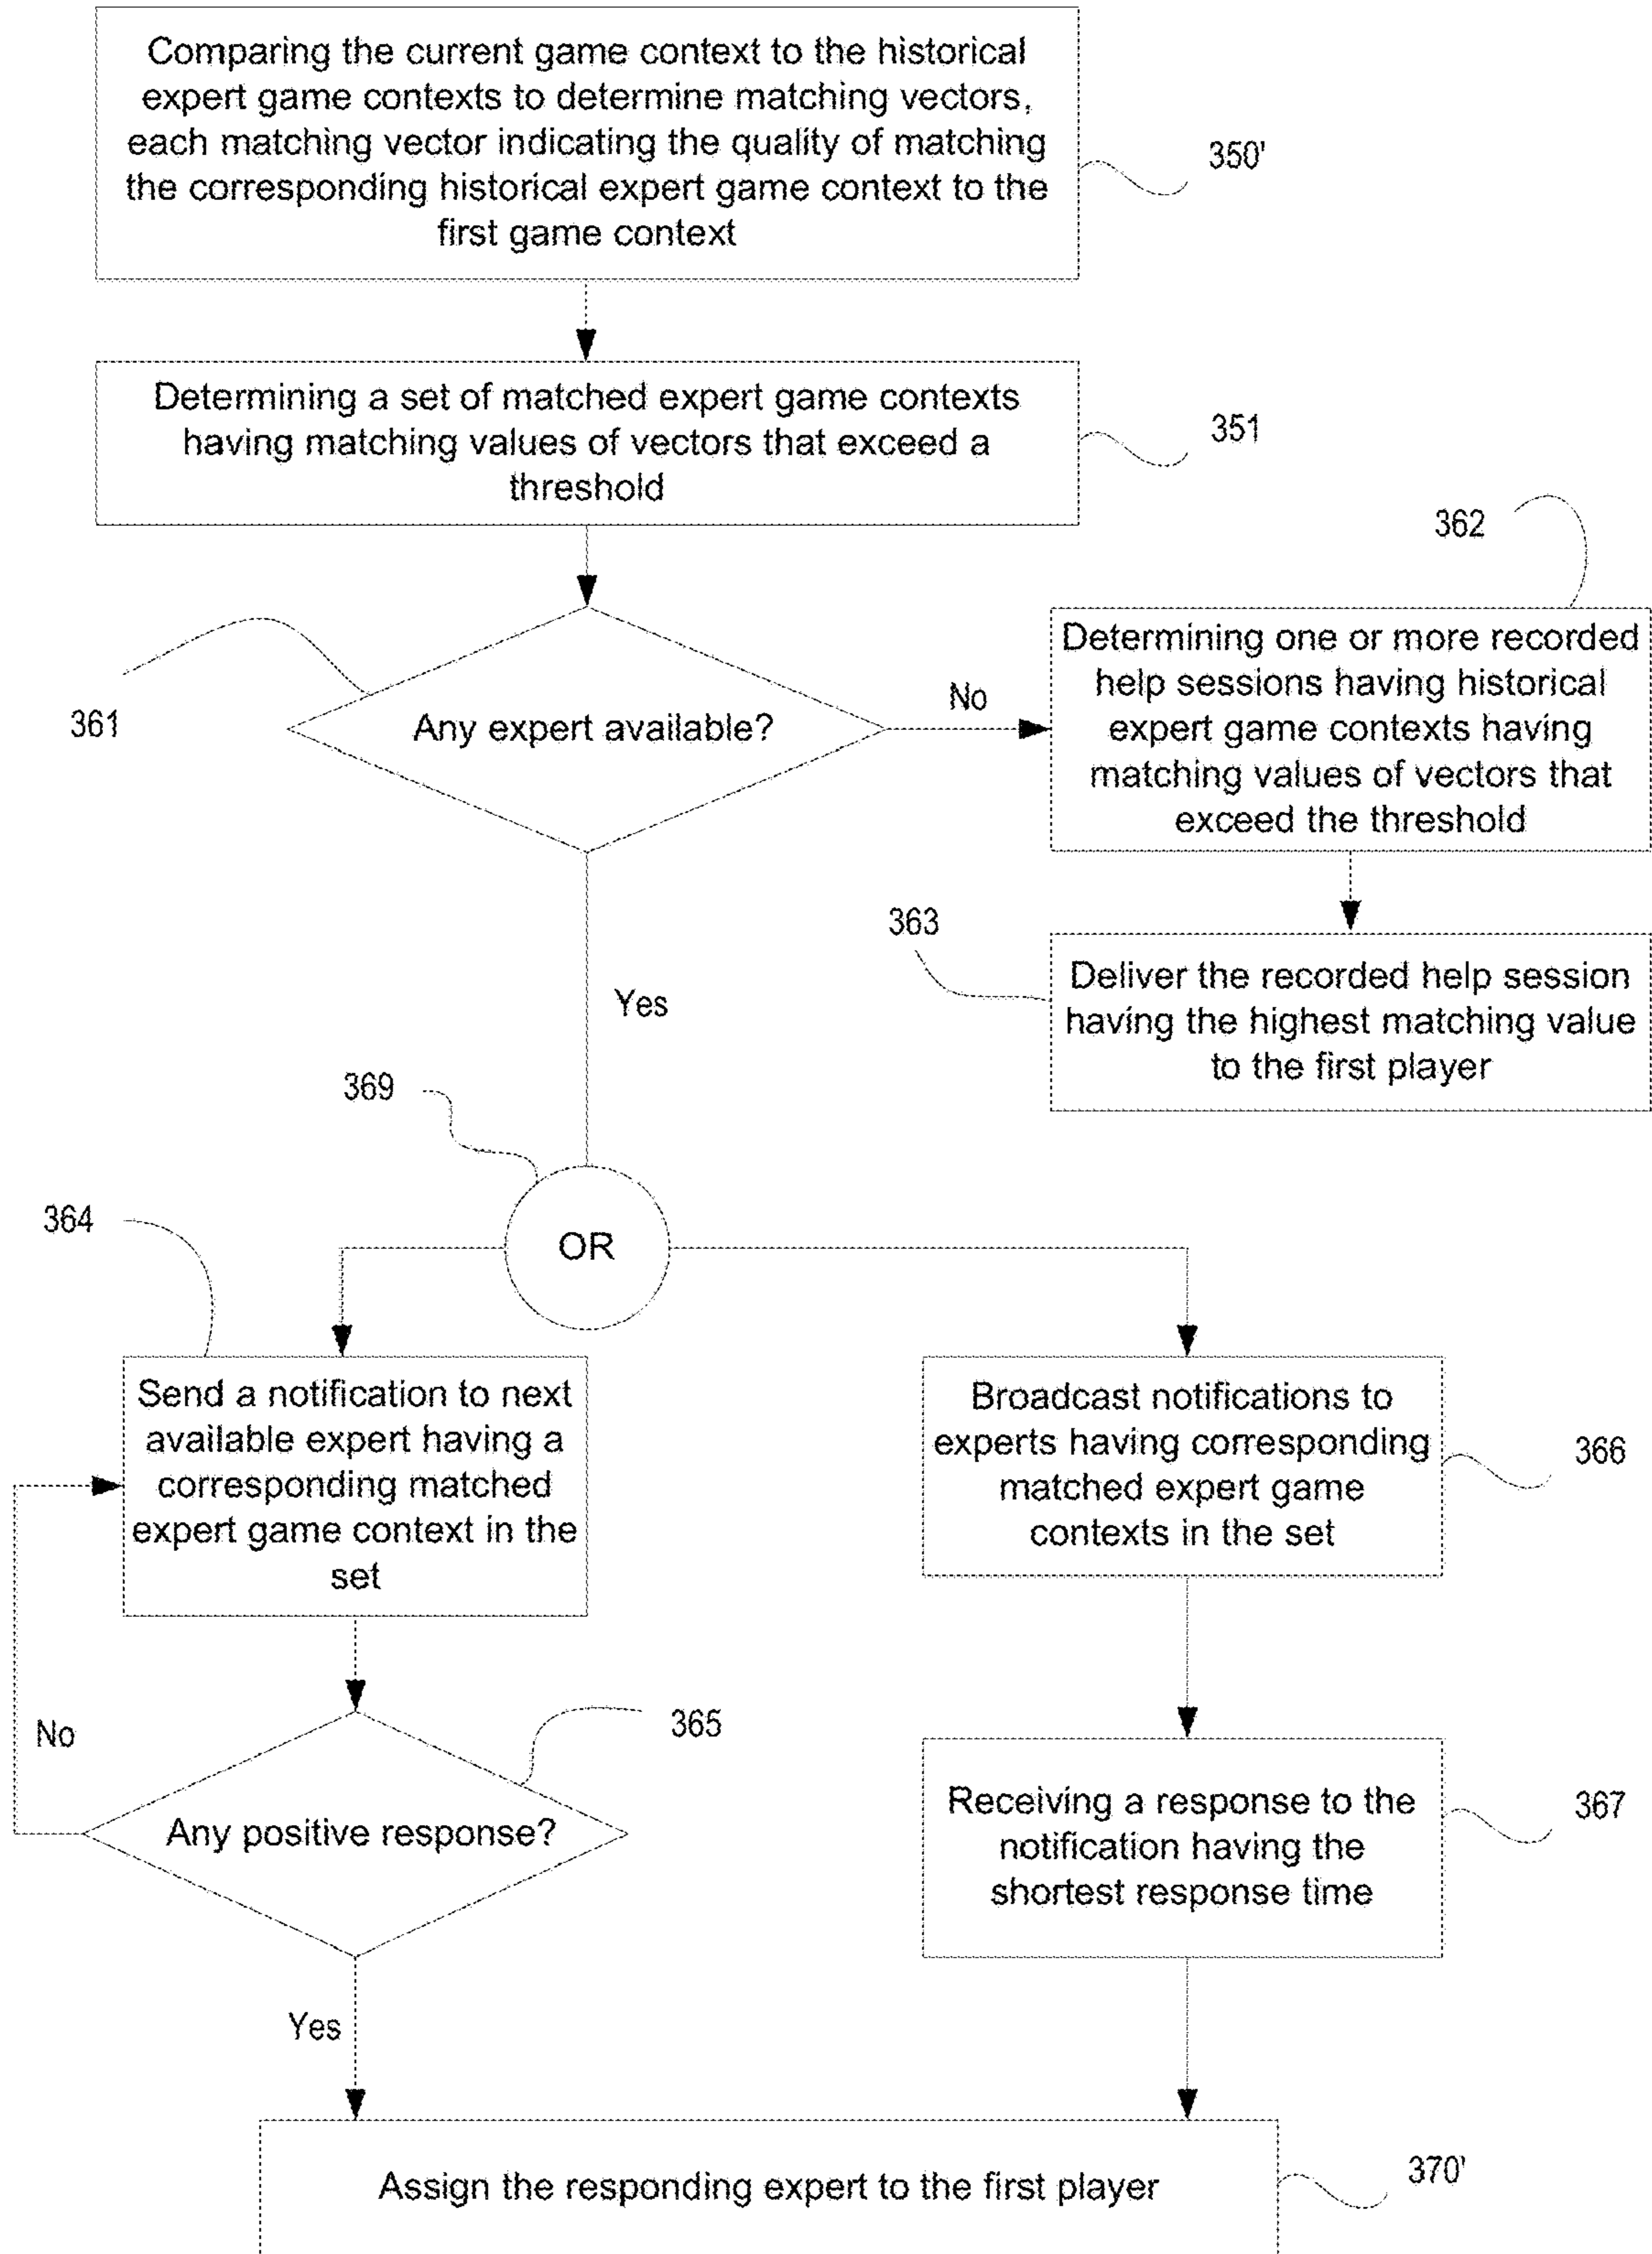 Comparing the current game context to the historical
expert game contexts to determine matching vectors,
each matching vector indicating the quality of matching
the corresponding historical expert game context to the
first game context
350'
Determining a set of matched expert game contexts
having matching values of vectors that exceed a
threshold
351
362
361
Any expert available?
No
Determining one or more recorded
help sessions having historical
expert game contexts having
matching values of vectors that
exceed the threshold
363
Deliver the recorded help session
having the highest matching value
to the first player
Yes
369
OR
364
Send a notification to next
available expert having a
corresponding matched
expert game context in the
set
Broadcast notifications to
experts having corresponding
matched expert game
contexts in the set
366
No
365
Any positive response?
Receiving a response to the
notification having the
shortest response time
367
Yes
Assign the responding expert to the first player
370'